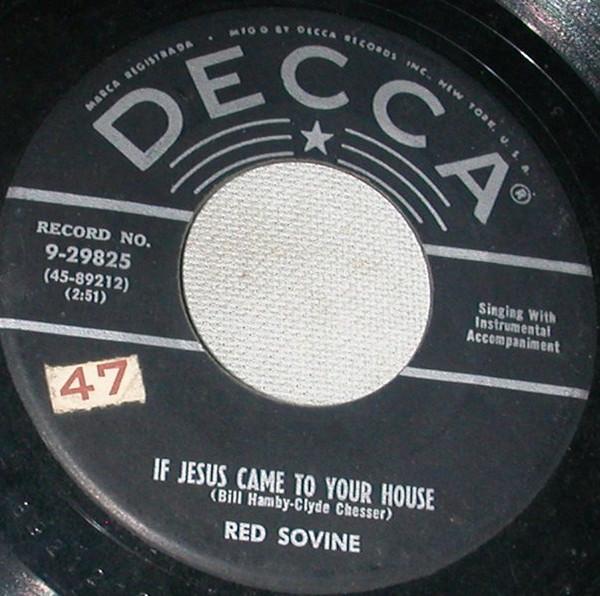 MARCA REGISTRADA • MFG'D BY DECCA RECORDS INC., NEW YORK, U.S.A.
DECCA®
RECORD NO.
9-29825
(45-89212)
(2:51)
Singing With
Instrumental
Accompaniment
47
IF JESUS CAME TO YOUR HOUSE
(Bill Hamby-Clyde Chesser)
RED SOVINE